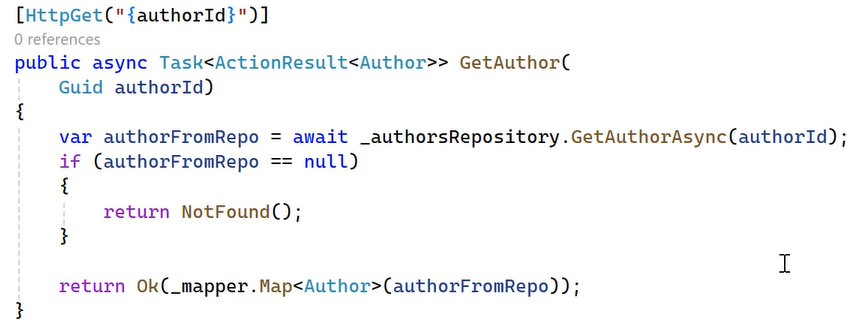 [HttpGet("{authorId}")]
0 references
public async Task<ActionResult<Author>> GetAuthor(
    Guid authorId)
{
    var authorFromRepo = await _authorsRepository.GetAuthorAsync(authorId);
    if (authorFromRepo == null)
    {
        return NotFound();
    }

    return Ok(_mapper.Map<Author>(authorFromRepo));
}